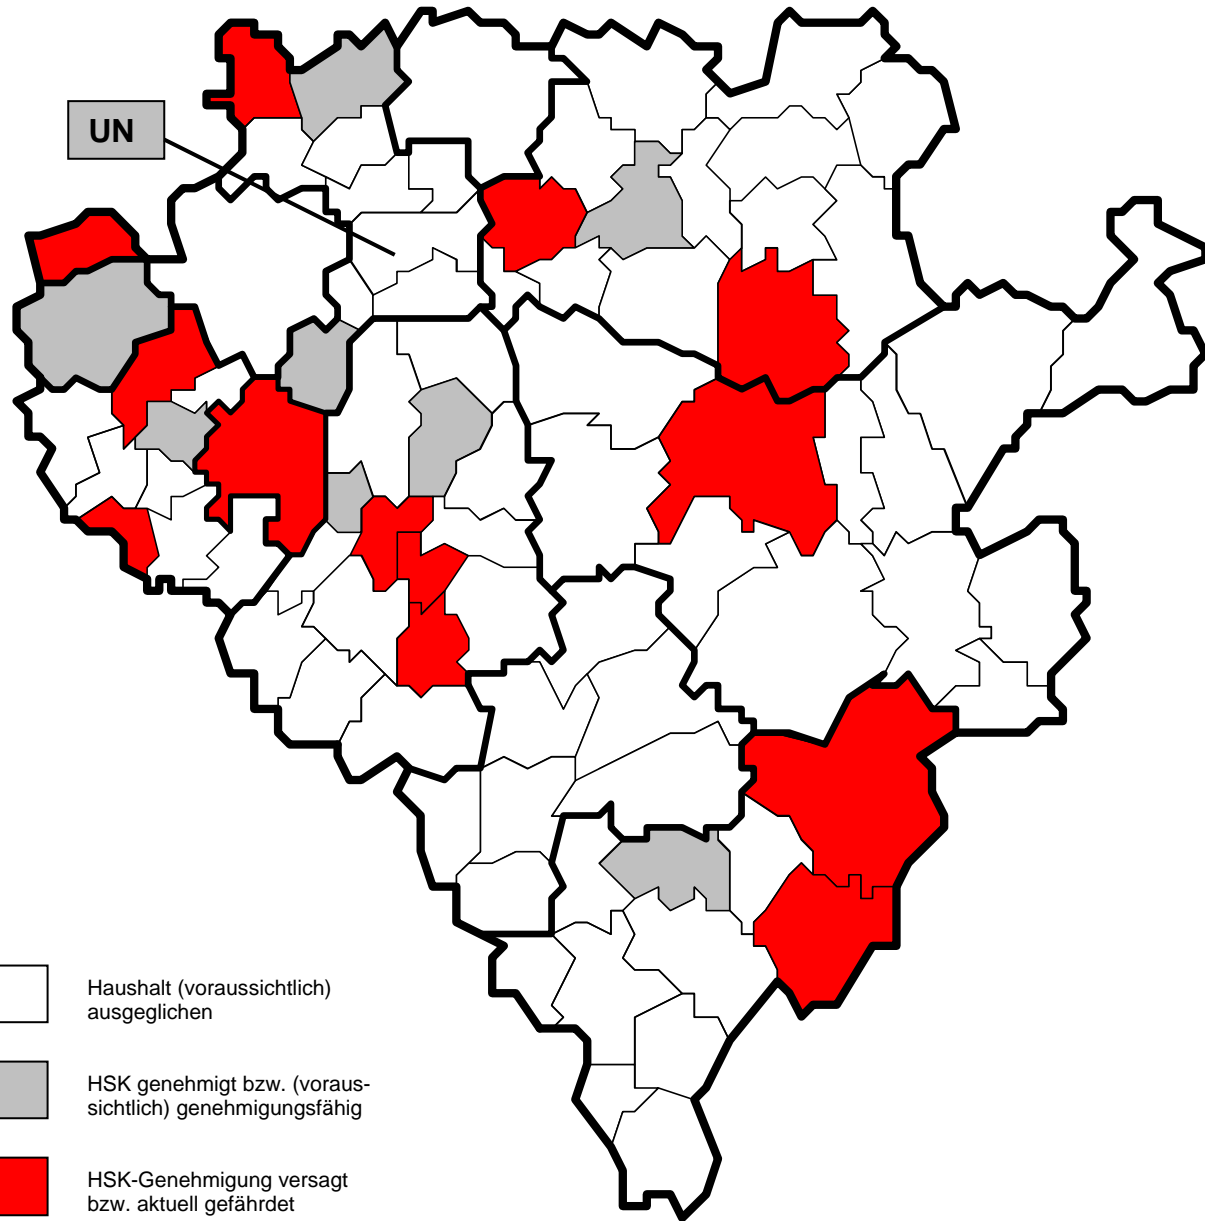 UN
Haushalt (voraussichtlich)
ausgeglichen
HSK genehmigt bzw. (voraus-
sichtlich) genehmigungsfähig
HSK-Genehmigung versagt
bzw. aktuell gefährdet